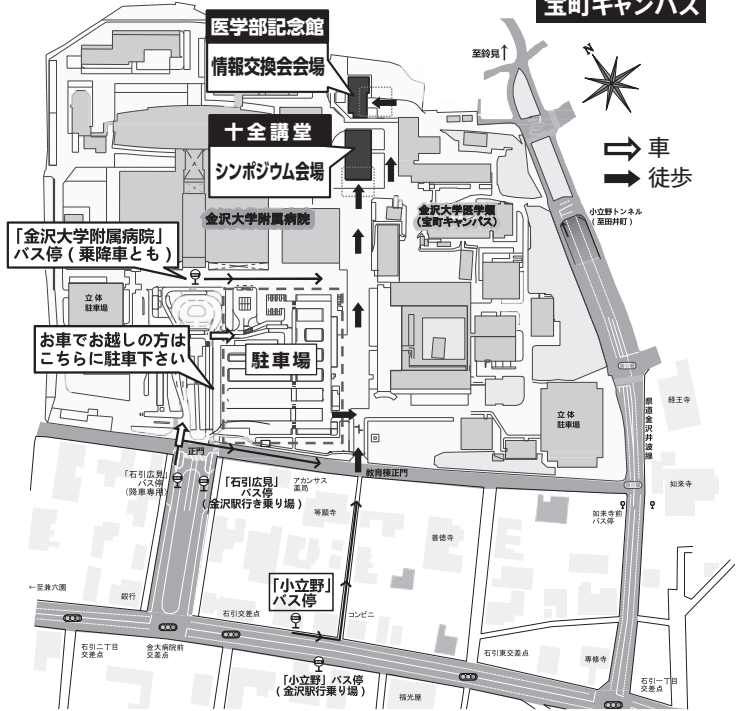 宝町キャンパス
医学部記念館
情報交換会会場
至鈴見↑
N
十全講堂
シンポジウム会場
車
徒歩
金沢大学附属病院
金沢大学医学類
(宝町キャンパス)
小立野トンネル
(至田井町)
「金沢大学附属病院」
バス停(乗降車とも)
立体
駐車場
お車でお越しの方は
こちらに駐車下さい
駐車場
立体
駐車場
県道金沢井波線
経王寺
正門
教育棟正門
「石引広見」
バス停
(降車専用)
「石引広見」
バス停
(金沢駅行き乗り場)
アカンサス
薬局
等願寺
善徳寺
如来寺
如来寺前
バス停
←至兼六園
銀行
「小立野」
バス停
石引交差点
コンビニ
石引二丁目
交差点
金大病院前
交差点
「小立野」バス停
(金沢駅行乗り場)
福光屋
石引東交差点
専修寺
石引一丁目
交差点